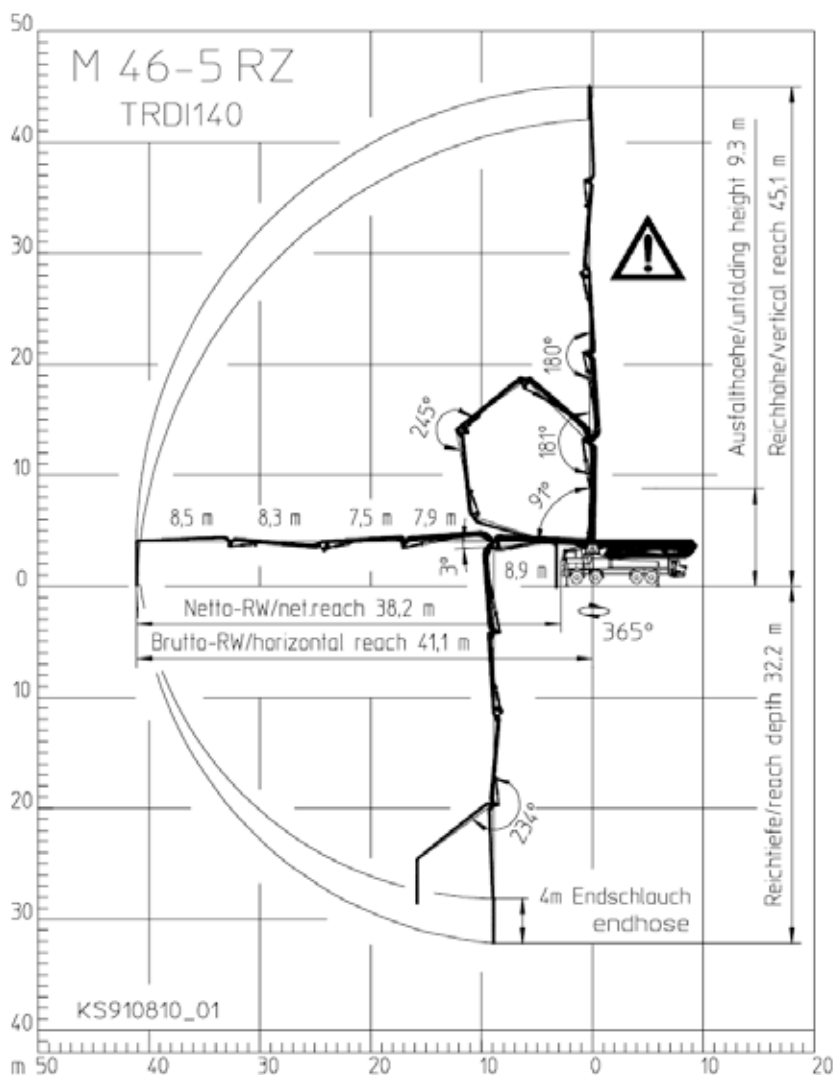 50
M 46-5 RZ
TRDI140
40
30
20
10
0
10
20
30
40
m 50 40 30 20 10 0 10 20
Ausfalthoehe/unfolding height 9.3 m
Reichhöhe/vertical reach 45,1 m
180°
245°
181°
91°
8,5 m 8,3 m 7,5 m 7,9 m
3°
8,9 m
Netto-RW/net.reach 38,2 m
Brutto-RW/horizontal reach 41,1 m
365°
Reichtiefe/reach depth 32.2 m
234°
4m Endschlauch
endhose
KS910810_01